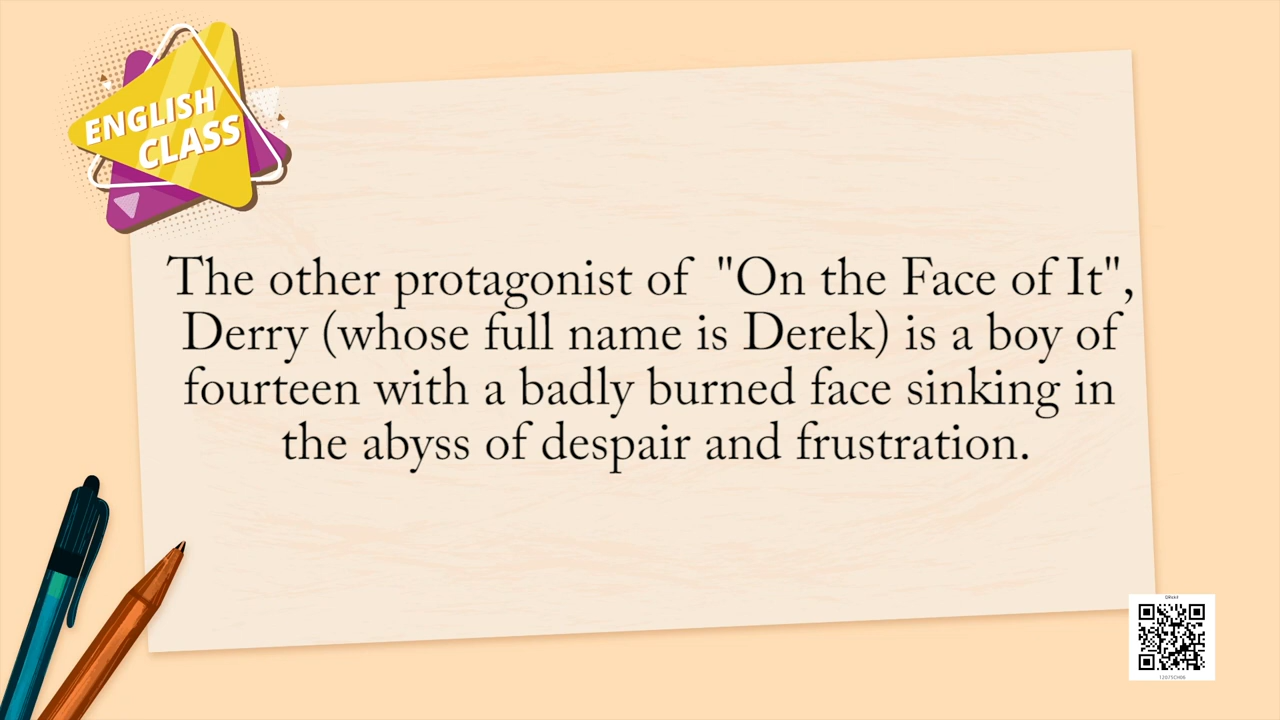 ENGLISH
CLASS
The other protagonist of "On the Face of It",
Derry (whose full name is Derek) is a boy of
fourteen with a badly burned face sinking in
the abyss of despair and frustration.
12075CH06